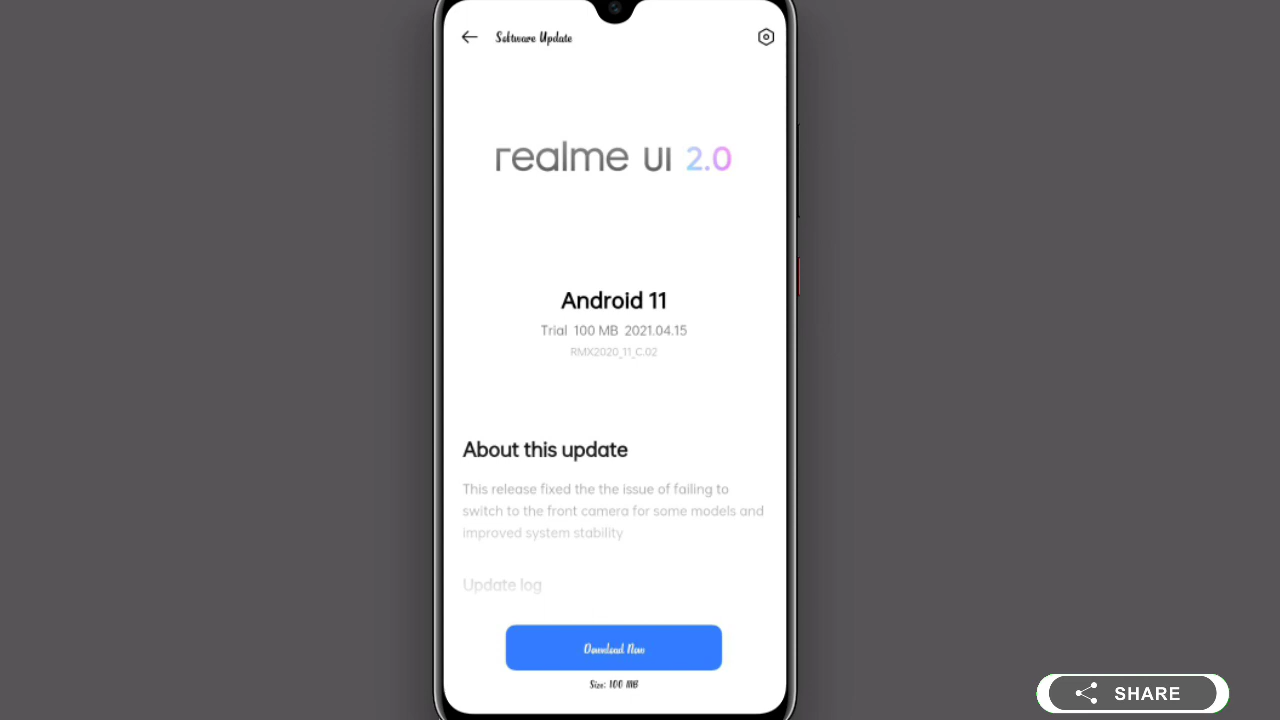 Software Update
realme UI 2.0
Android 11
Trial 100 MB 2021.04.15
RMX2020_11_C.02
About this update
This release fixed the the issue of failing to
switch to the front camera for some models and
improved system stability
Update log
Download Now
Size: 100 MB
SHARE